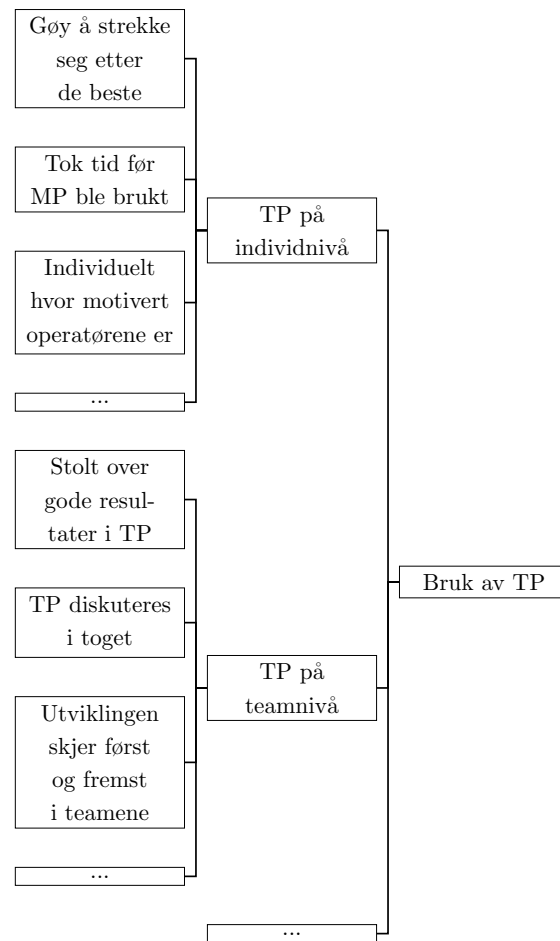 Gøy å strekke
seg etter
de beste
Tok tid før
MP ble brukt
Individuelt
hvor motivert
operatørene er
...
TP på
individnivå
Stolt over
gode resul-
tater i TP
TP diskuteres
i toget
Utviklingen
skjer først
og fremst
i teamene
...
TP på
teamnivå
...
Bruk av TP